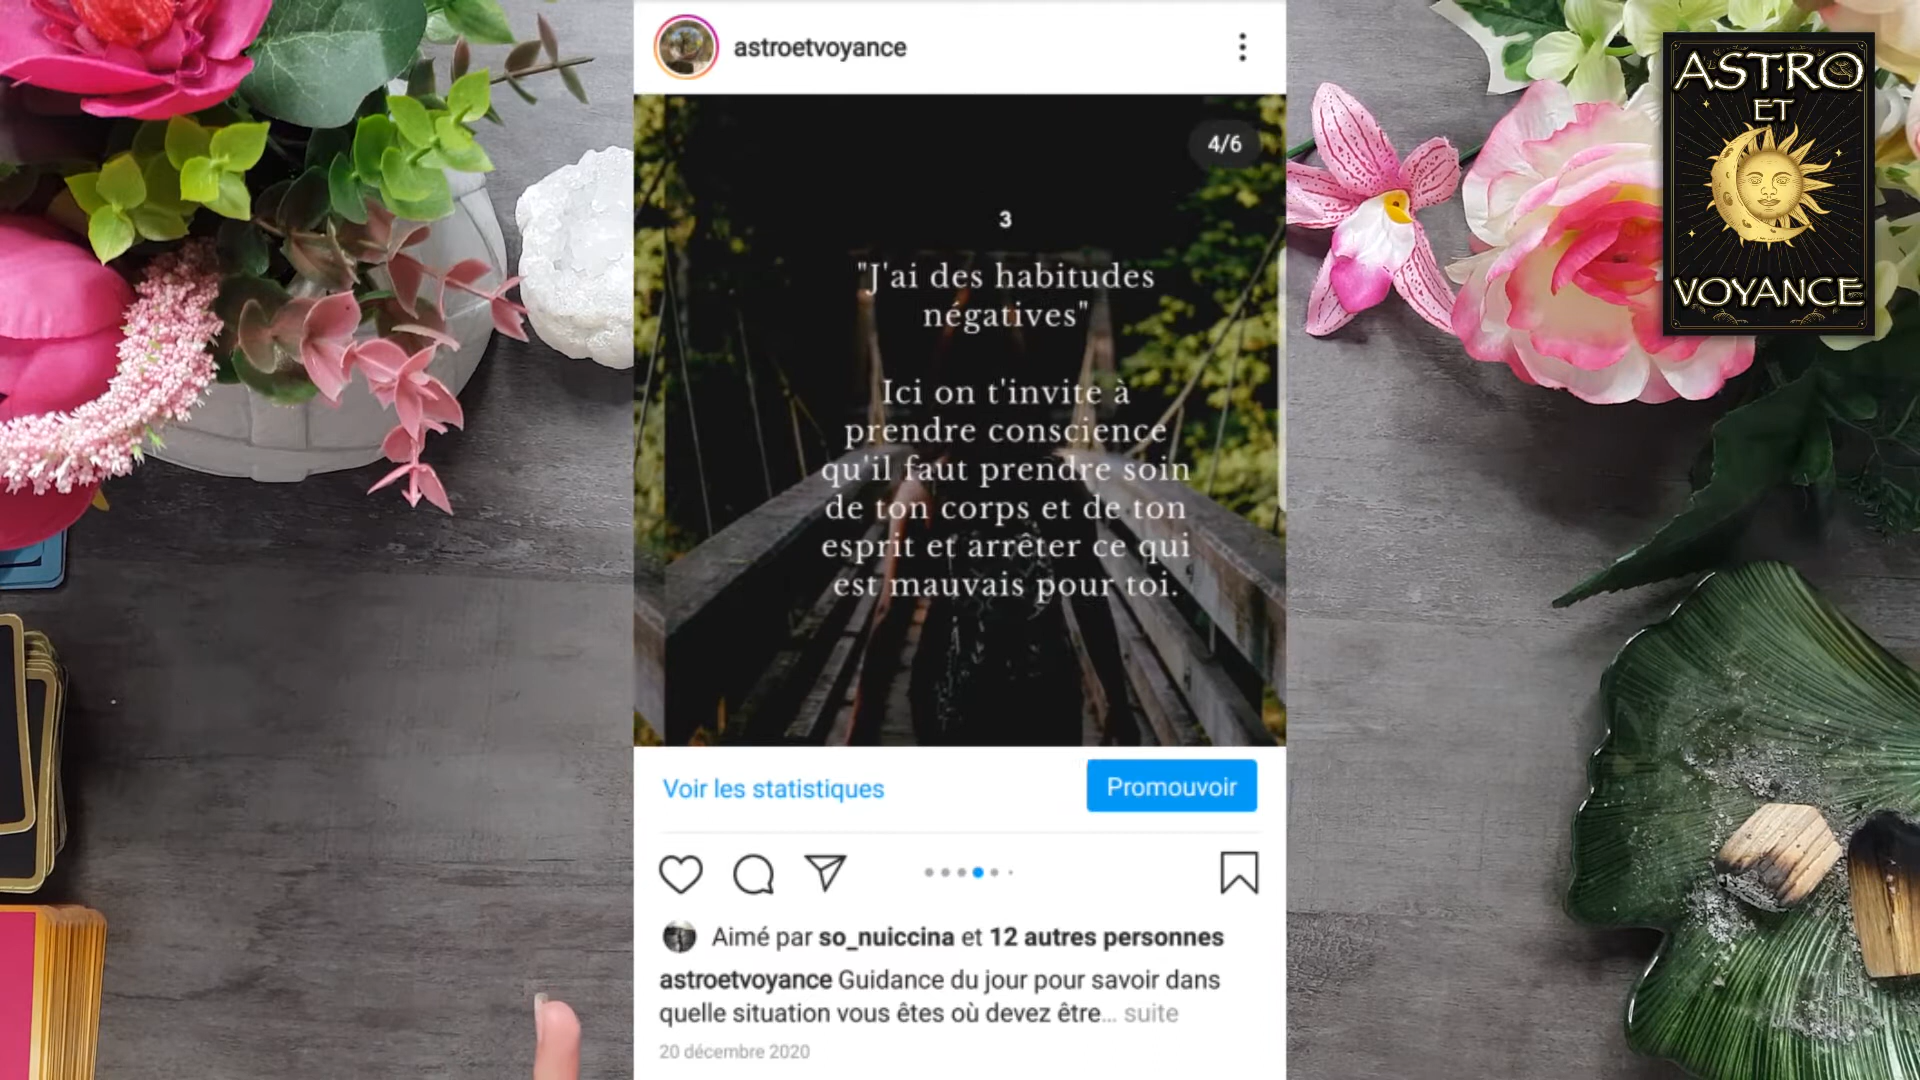 astroetvoyance
4/6
3
"J'ai des habitudes
négatives"
Ici on t'invite à
prendre conscience
qu'il faut prendre soin
de ton corps et de ton
esprit et arrêter ce qui
est mauvais pour toi.
Voir les statistiques
Promouvoir
Aimé par so_nuiccina et 12 autres personnes
astroetvoyance Guidance du jour pour savoir dans
quelle situation vous êtes où devez être... suite
20 décembre 2020
ASTRO
ET
VOYANCE